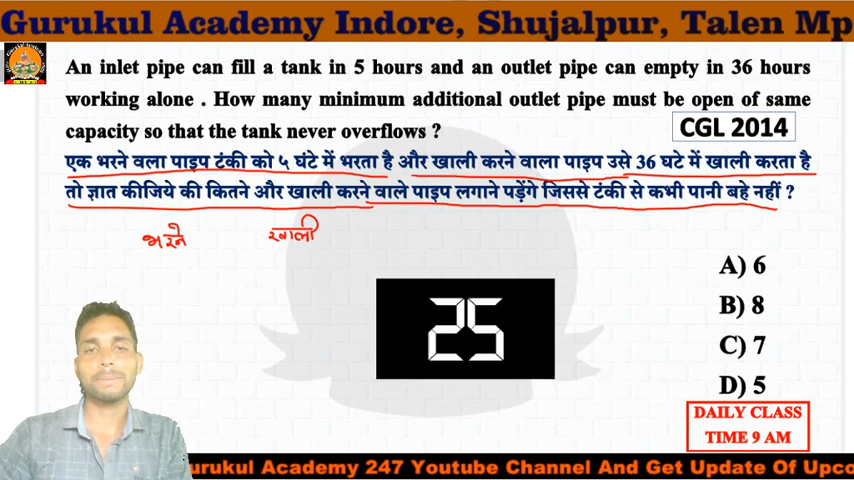 Gurukul Academy Indore, Shujalpur, Talen Mp
An inlet pipe can fill a tank in 5 hours and an outlet pipe can empty in 36 hours
working alone . How many minimum additional outlet pipe must be open of same
capacity so that the tank never overflows ?
CGL 2014
एक भरने वला पाइप टंकी को ५ घंटे में भरता है और खाली करने वाला पाइप उसे 36 घटे में खाली करता है
तो ज्ञात कीजिये की कितने और खाली करने वाले पाइप लगाने पड़ेंगे जिससे टंकी से कभी पानी बहे नहीं ?
भरने खाली
A) 6
25
B) 8
C) 7
D) 5
DAILY CLASS
TIME 9 AM
urukul Academy 247 Youtube Channel And Get Update Of Upco